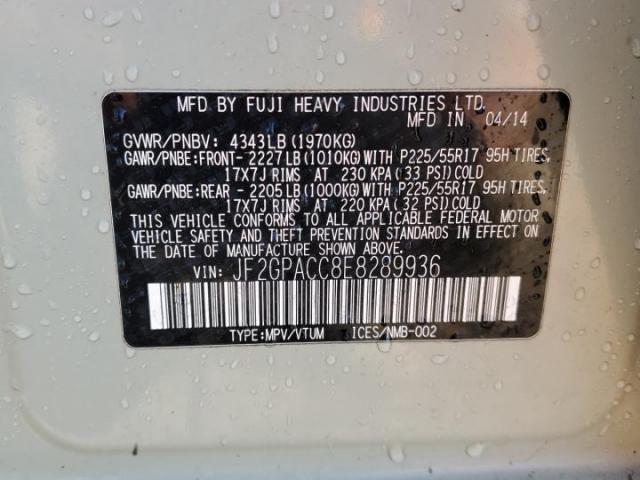 MFD BY FUJI HEAVY INDUSTRIES LTD.
MFD IN 04/14
GVWR/PNBV: 4343LB(1970KG)
GAWR/PNBE:FRONT- 2227LB(1010KG)WITH P225/55R17 95H TIRES,
17X7J RIMS AT 230 KPA(33 PSI)COLD
GAWR/PNBE:REAR - 2205LB(1000KG)WITH P225/55R17 95H TIRES,
17X7J RIMS AT 220 KPA(32 PSI)COLD
THIS VEHICLE CONFORMS TO ALL APPLICABLE FEDERAL MOTOR
VEHICLE SAFETY AND THEFT PREVENTION STANDARDS IN EFFECT
ON THE DATE OF MANUFACTURE SHOWN ABOVE.
VIN: JF2GPACC8E8289936
TYPE:MPV/VTUM ICES/NMB-002